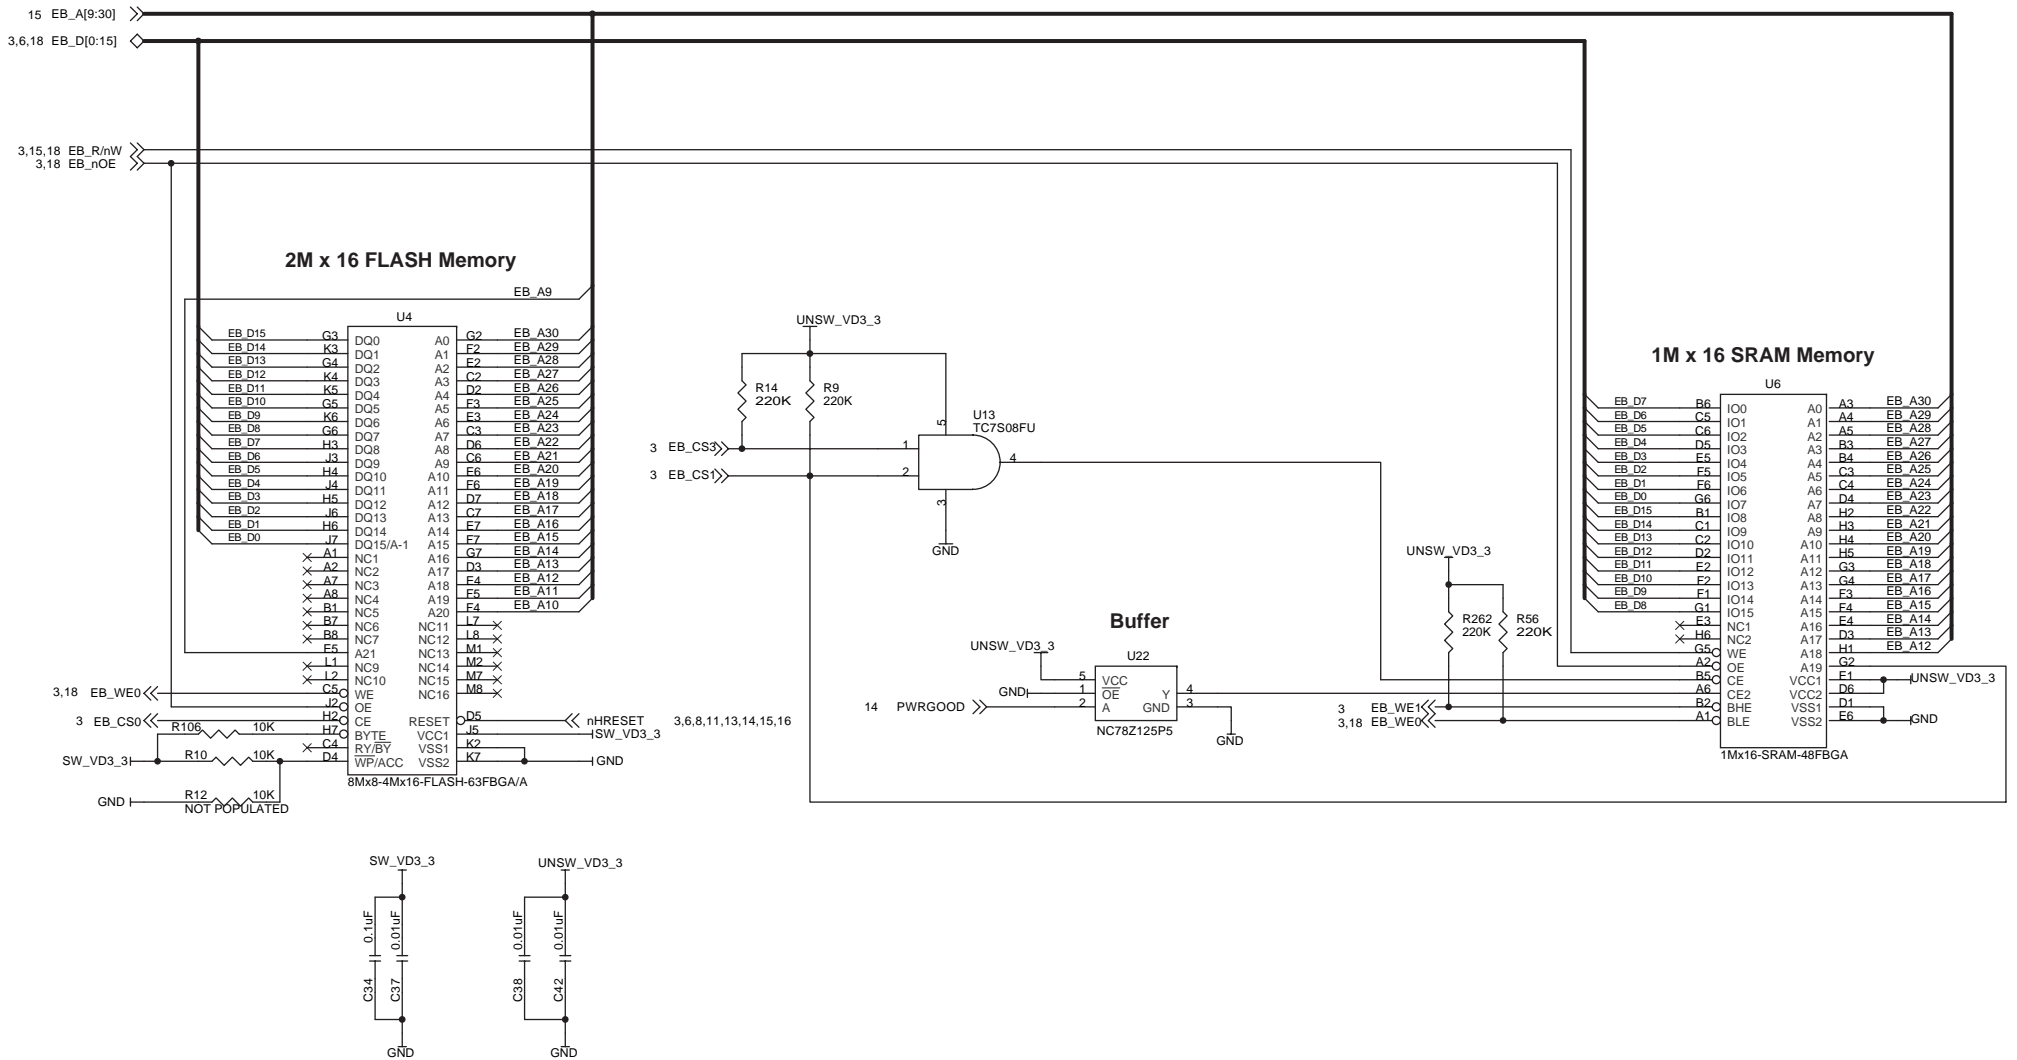 15 EB_A[9:30]
3,6,18 EB_D[0:15]
3,15,18 EB_R/nW
3,18 EB_nOE
2M x 16 FLASH Memory
EB_A9
U4
EB_D15 G3 DQ0 A0 G2 EB_A30
EB_D14 K3 DQ1 A1 F2 EB_A29
EB_D13 G4 DQ2 A2 E2 EB_A28
EB_D12 K4 DQ3 A3 C2 EB_A27
EB_D11 K5 DQ4 A4 D2 EB_A26
EB_D10 G5 DQ5 A5 F3 EB_A25
EB_D9 K6 DQ6 A6 E3 EB_A24
EB_D8 G6 DQ7 A7 C3 EB_A23
EB_D7 H3 DQ8 A8 D6 EB_A22
EB_D6 J3 DQ9 A9 C6 EB_A21
EB_D5 H4 DQ10 A10 E6 EB_A20
EB_D4 J4 DQ11 A11 F6 EB_A19
EB_D3 H5 DQ12 A12 D7 EB_A18
EB_D2 J6 DQ13 A13 C7 EB_A17
EB_D1 H6 DQ14 A14 E7 EB_A16
EB_D0 J7 DQ15/A-1 A15 F7 EB_A15
A1 NC1 A16 G7 EB_A14
A2 NC2 A17 D3 EB_A13
A7 NC3 A18 E4 EB_A12
A8 NC4 A19 F5 EB_A11
B1 NC5 A20 F4 EB_A10
B7 NC6 NC11 L7
B8 NC7 NC12 L8
E5 A21 NC13 M1
L1 NC9 NC14 M2
L2 NC10 NC15 M7
3,18 EB_WE0 C5 WE NC16 M8
J2 OE
3 EB_CS0 H2 CE RESET D5 nHRESET 3,6,8,11,13,14,15,16
R106 10K H7 BYTE VCC1 J5 SW_VD3_3
C4 RY/BY VSS1 K2
SW_VD3_3 R10 10K D4 WP/ACC VSS2 K7 GND
8Mx8-4Mx16-FLASH-63FBGA/A
GND R12 10K
NOT POPULATED
UNSW_VD3_3
R14 220K
R9 220K
U13
TC7S08FU
5
3 EB_CS3 1
4
3 EB_CS1 2
3
GND
Buffer
UNSW_VD3_3
U22
5 VCC
GND 1 OE Y 4
14 PWRGOOD 2 A GND 3
NC78Z125P5
GND
UNSW_VD3_3
R262 220K
R56 220K
3 EB_WE1
3,18 EB_WE0
1M x 16 SRAM Memory
U6
EB_D7 B6 IO0 A0 A3 EB_A30
EB_D6 C5 IO1 A1 A4 EB_A29
EB_D5 C6 IO2 A2 A5 EB_A28
EB_D4 D5 IO3 A3 B3 EB_A27
EB_D3 E5 IO4 A4 B4 EB_A26
EB_D2 F5 IO5 A5 C3 EB_A25
EB_D1 F6 IO6 A6 C4 EB_A24
EB_D0 G6 IO7 A7 D4 EB_A23
EB_D15 B1 IO8 A8 H2 EB_A22
EB_D14 C1 IO9 A9 H3 EB_A21
EB_D13 C2 IO10 A10 H4 EB_A20
EB_D12 D2 IO11 A11 H5 EB_A19
EB_D11 E2 IO12 A12 G3 EB_A18
EB_D10 F2 IO13 A13 G4 EB_A17
EB_D9 F1 IO14 A14 F3 EB_A16
EB_D8 G1 IO15 A15 F4 EB_A15
E3 NC1 A16 E4 EB_A14
H6 NC2 A17 D3 EB_A13
G5 WE A18 H1 EB_A12
A2 OE A19 G2
B5 CE VCC1 E1 UNSW_VD3_3
A6 CE2 VCC2 D6
B2 BHE VSS1 D1
A1 BLE VSS2 E6 GND
1Mx16-SRAM-48FBGA
SW_VD3_3
C34 0.1uF
C37 0.01uF
GND
UNSW_VD3_3
C38 0.01uF
C42 0.01uF
GND